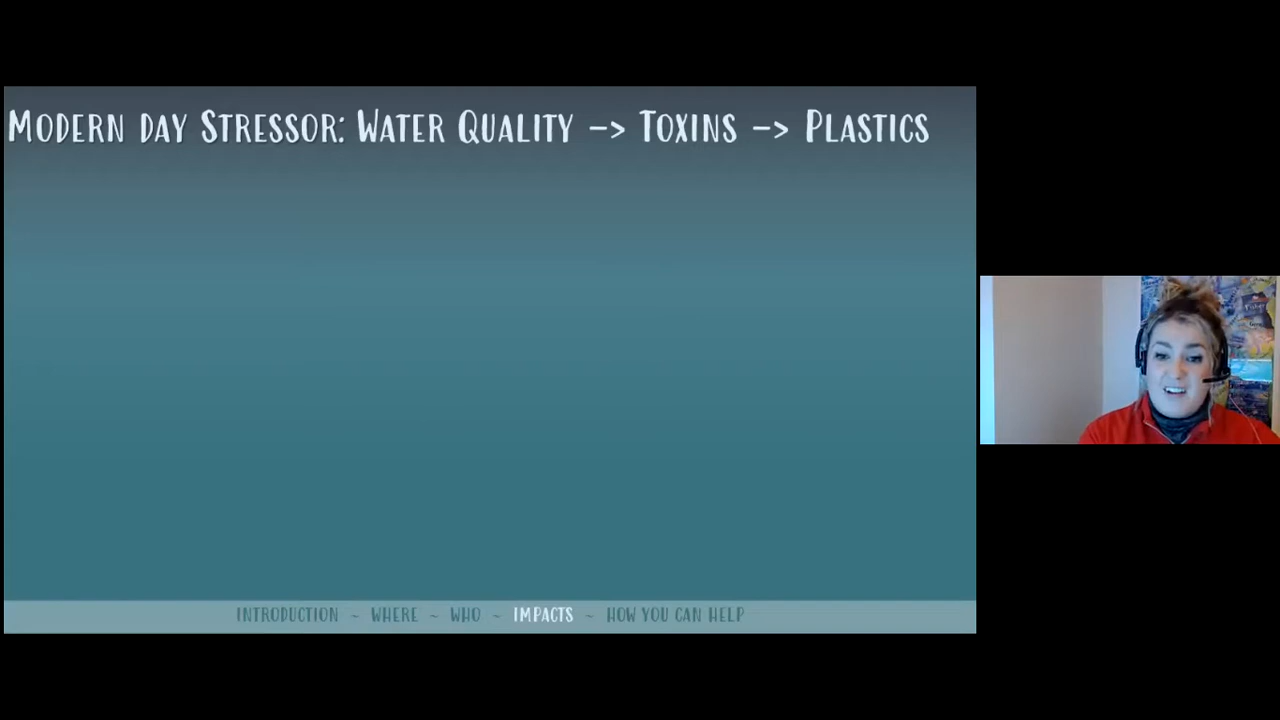 MODERN DAY STRESSOR: WATER QUALITY -> TOXINS -> PLASTICS
INTRODUCTION ~ WHERE ~ WHO ~ IMPACTS ~ HOW YOU CAN HELP